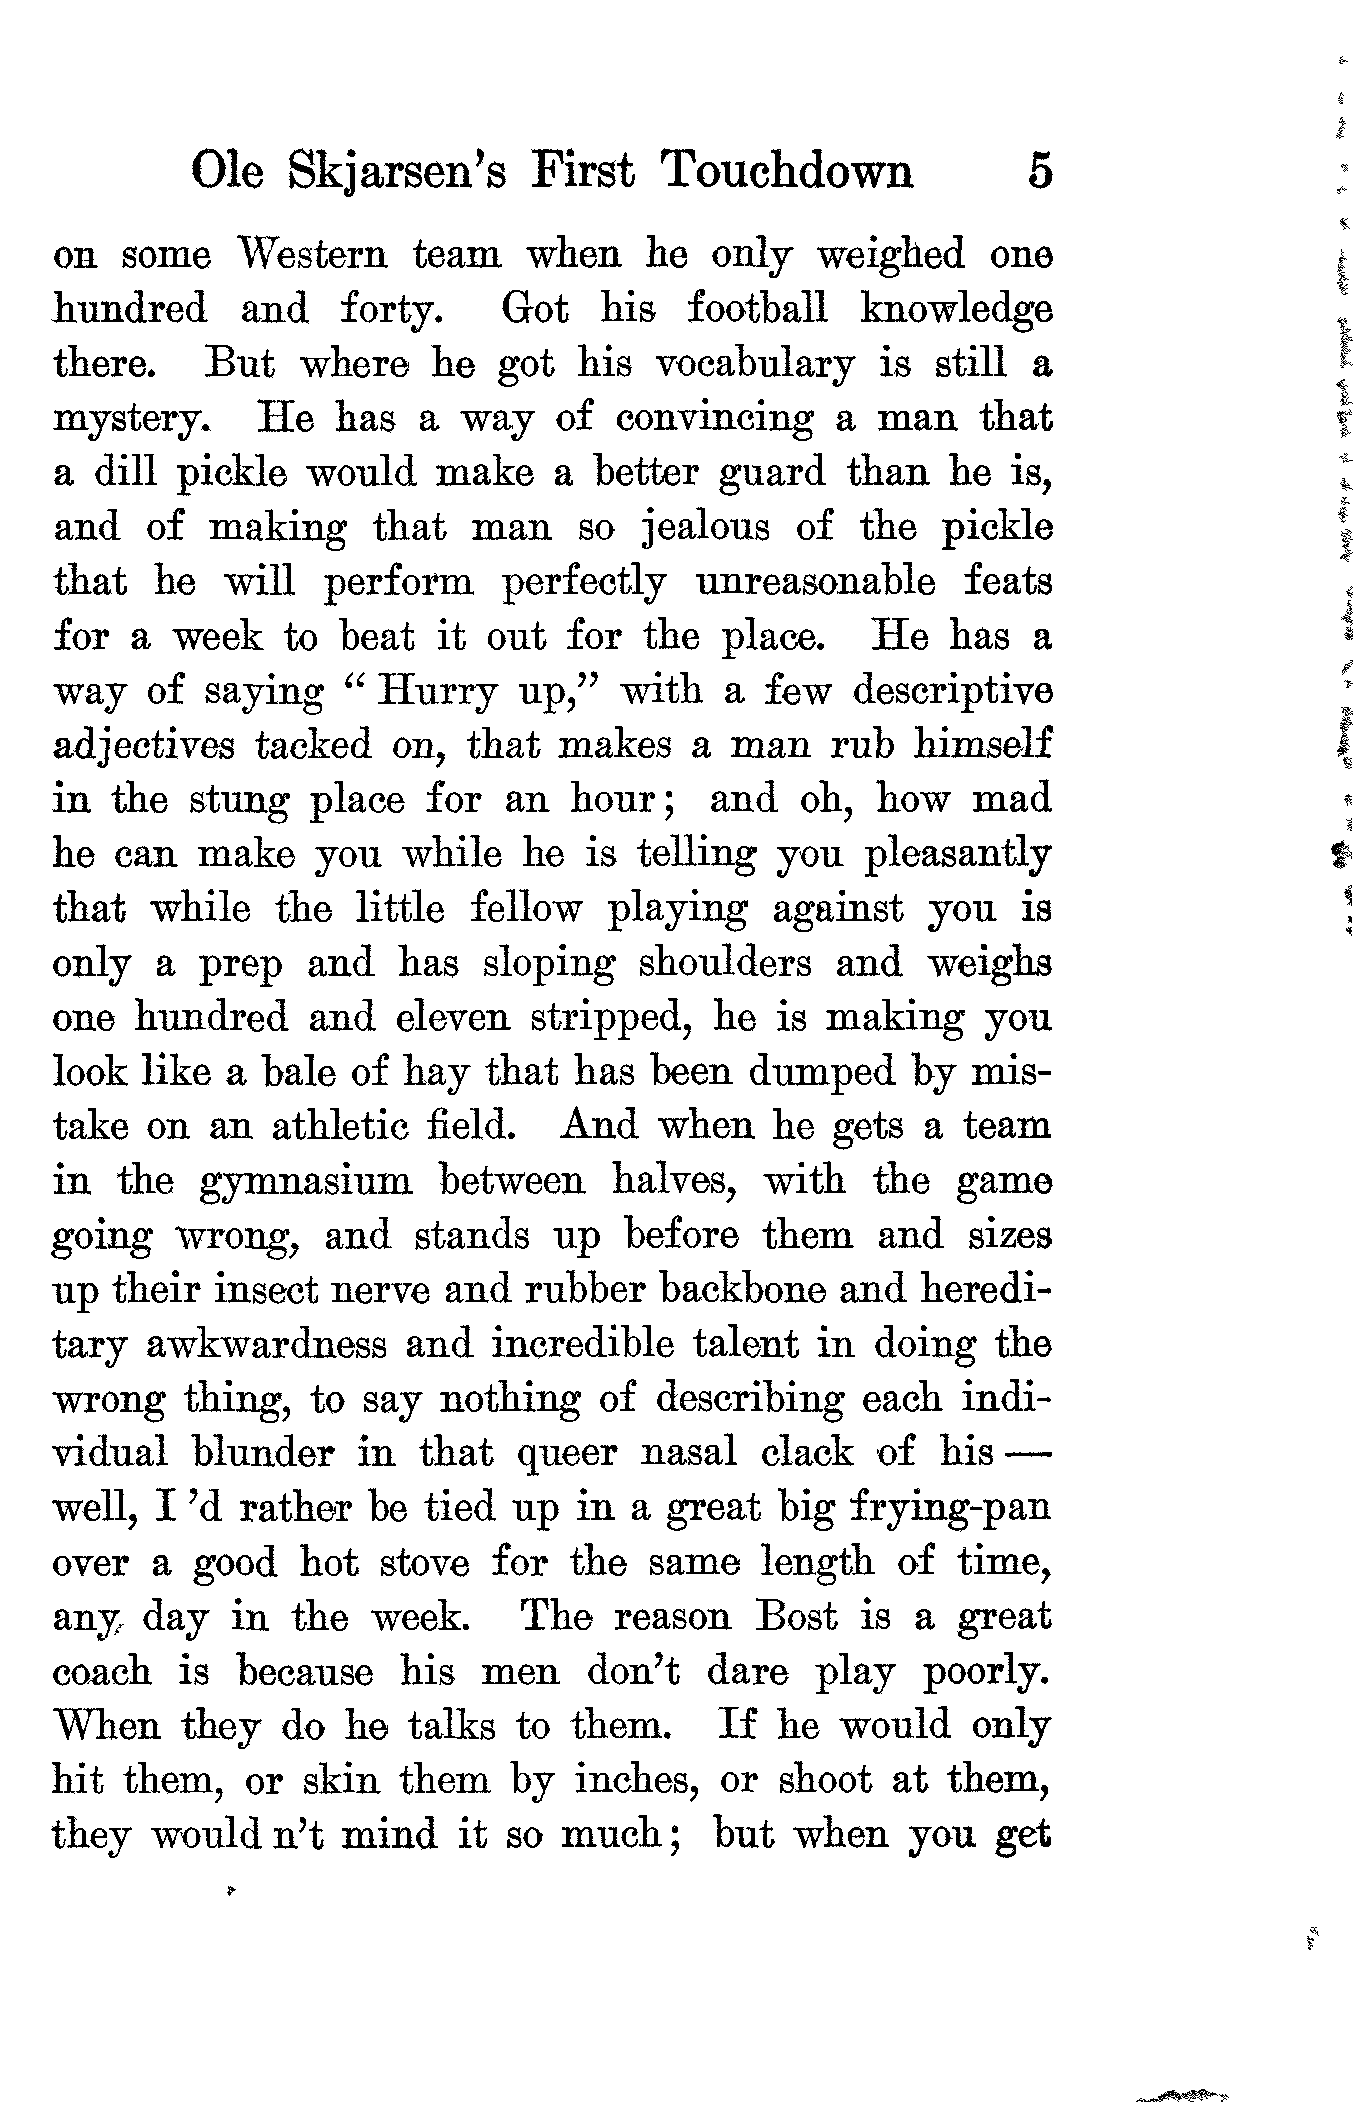 Ole Skjarsen's First Touchdown 5
on some Western team when he only weighed one
hundred and forty. Got his football knowledge
there. But where he got his vocabulary is still a
mystery. He has a way of convincing a man that
a dill pickle would make a better guard than he is,
and of making that man so jealous of the pickle
that he will perform perfectly unreasonable feats
for a week to beat it out for the place. He has a
way of saying "Hurry up," with a few descriptive
adjectives tacked on, that makes a man rub himself
in the stung place for an hour; and oh, how mad
he can make you while he is telling you pleasantly
that while the little fellow playing against you is
only a prep and has sloping shoulders and weighs
one hundred and eleven stripped, he is making you
look like a bale of hay that has been dumped by mis-
take on an athletic field. And when he gets a team
in the gymnasium between halves, with the game
going wrong, and stands up before them and sizes
up their insect nerve and rubber backbone and heredi-
tary awkwardness and incredible talent in doing the
wrong thing, to say nothing of describing each indi-
vidual blunder in that queer nasal clack of his —
well, I 'd rather be tied up in a great big frying-pan
over a good hot stove for the same length of time,
any day in the week. The reason Bost is a great
coach is because his men don't dare play poorly.
When they do he talks to them. If he would only
hit them, or skin them by inches, or shoot at them,
they would n't mind it so much; but when you get